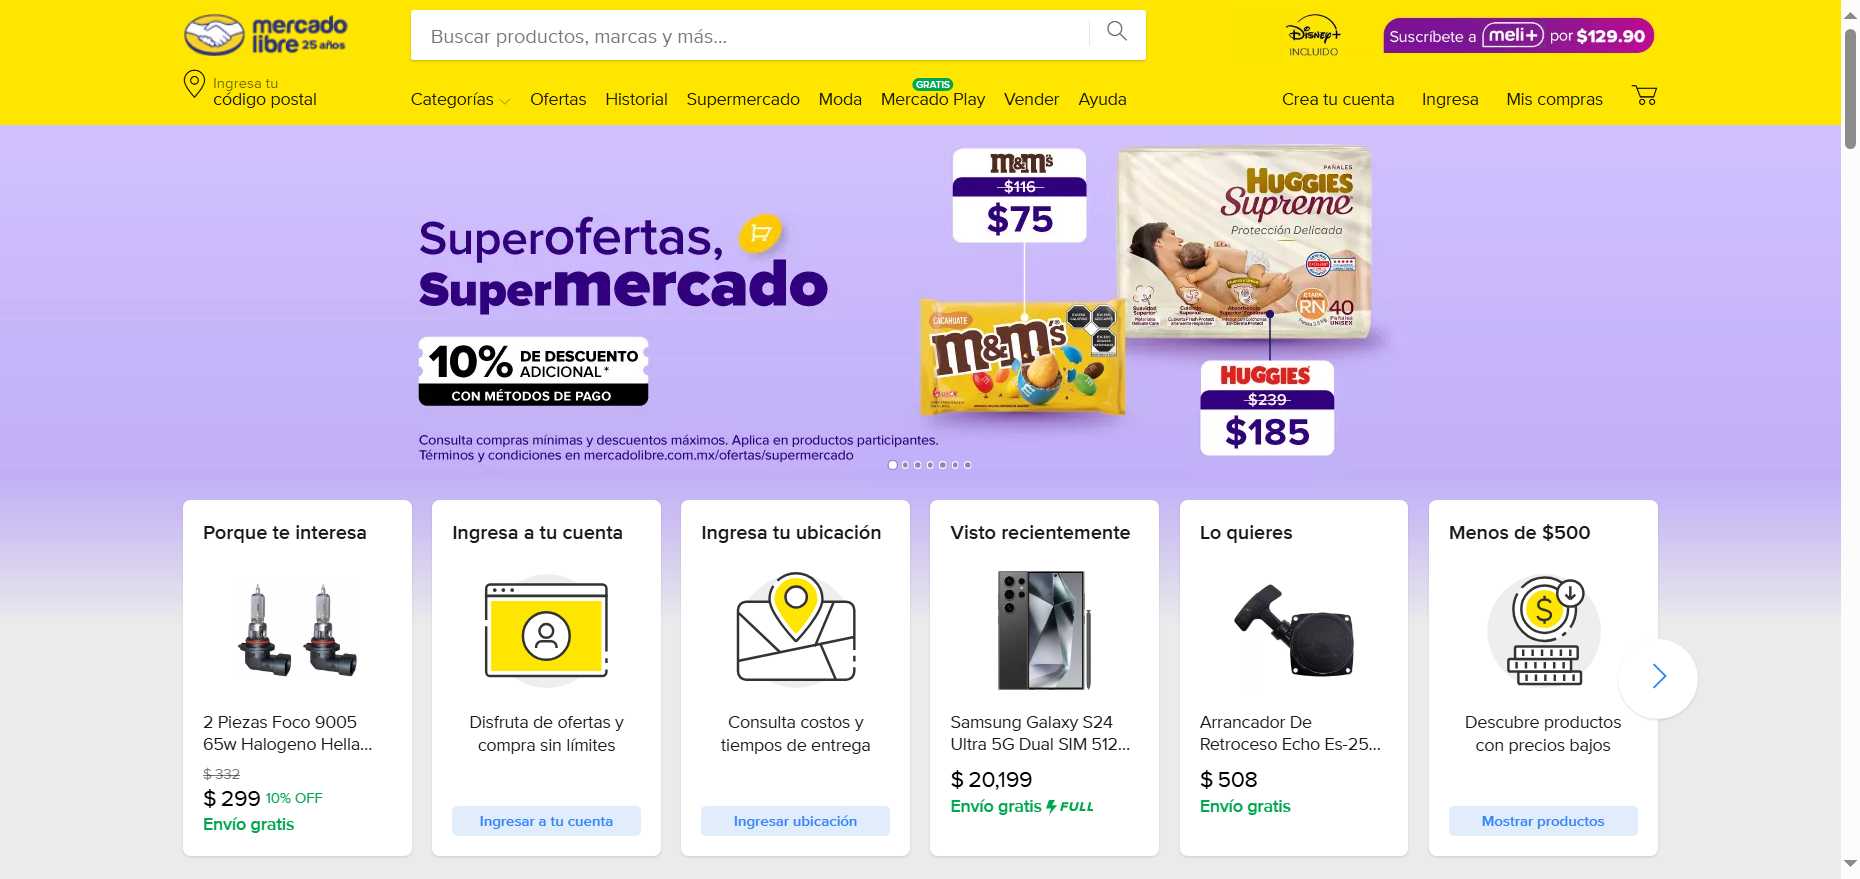 mercado
libre 25 años
Buscar productos, marcas y más...
Disney+
INCLUIDO
Suscríbete a meli+ por $129.90
Ingresa tu
código postal
Categorías
Ofertas
Historial
Supermercado
Moda
GRATIS
Mercado Play
Vender
Ayuda
Crea tu cuenta
Ingresa
Mis compras
Superofertas,
Supermercado
10% DE DESCUENTO
ADICIONAL*
CON MÉTODOS DE PAGO
Consulta compras mínimas y descuentos máximos. Aplica en productos participantes.
Términos y condiciones en mercadolibre.com.mx/ofertas/supermercado
m&m's
$116
$75
CACAHUATE
m&m's
PAÑALES
HUGGIES
Supreme
Protección Delicada
ETAPA
RN
40
Pañales
UNISEX
HUGGIES
$239
$185
Porque te interesa
2 Piezas Foco 9005
65w Halogeno Hella...
$ 332
$ 299 10% OFF
Envío gratis
Ingresa a tu cuenta
Disfruta de ofertas y
compra sin límites
Ingresar a tu cuenta
Ingresa tu ubicación
Consulta costos y
tiempos de entrega
Ingresar ubicación
Visto recientemente
Samsung Galaxy S24
Ultra 5G Dual SIM 512...
$ 20,199
Envío gratis FULL
Lo quieres
Arrancador De
Retroceso Echo Es-25...
$ 508
Envío gratis
Menos de $500
Descubre productos
con precios bajos
Mostrar productos